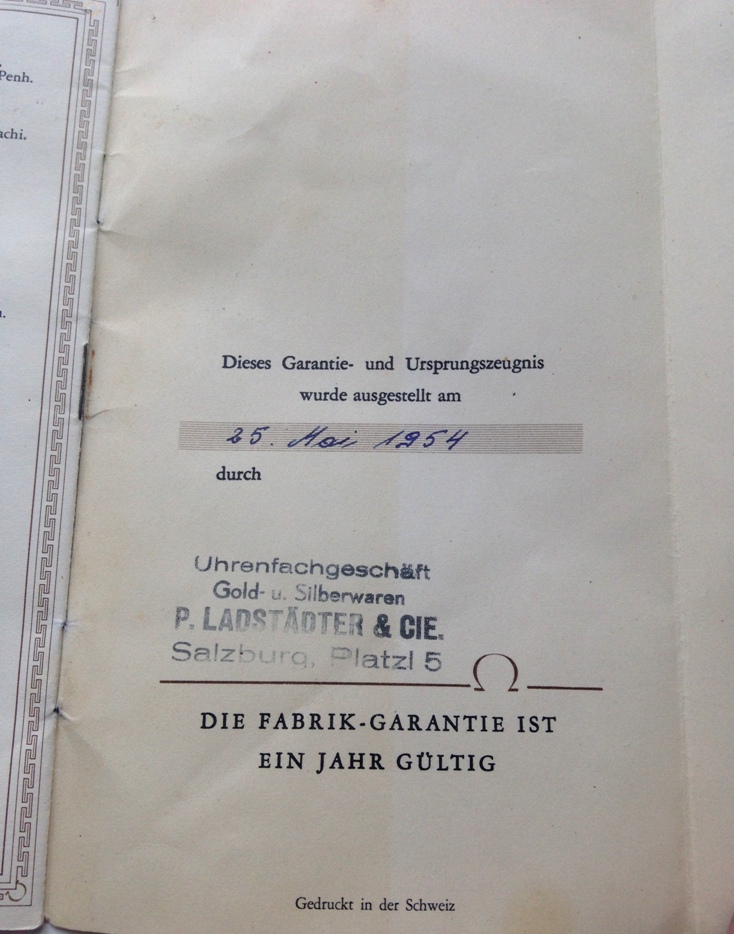 Penh.
achi.
Dieses Garantie- und Ursprungszeugnis
wurde ausgestellt am
25. Mai 1954
durch
Uhrenfachgeschäft
Gold- u. Silberwaren
P. LADSTÄDTER & CIE.
Salzburg, Platzl 5
Ω
DIE FABRIK-GARANTIE IST
EIN JAHR GÜLTIG
Gedruckt in der Schweiz